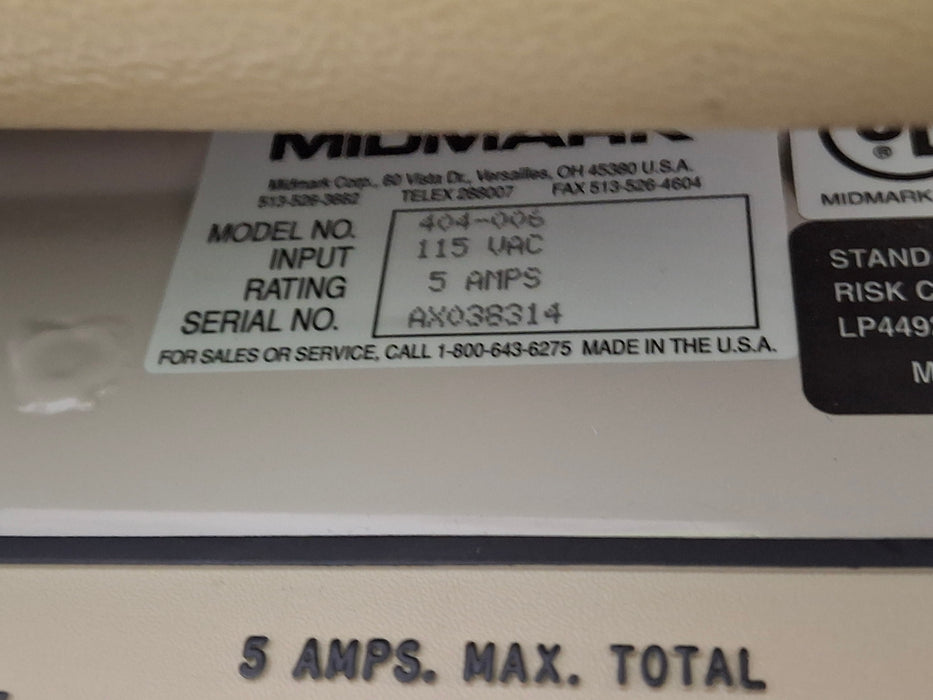 MIDMARK
Midmark Corp., 60 Vista Dr., Versailles, OH 45380 U.S.A.
513-526-3662 TELEX 288007 FAX 513-526-4604
MODEL NO. 404-006
INPUT 115 VAC
RATING 5 AMPS
SERIAL NO. AX038314
FOR SALES OR SERVICE, CALL 1-800-643-6275 MADE IN THE U.S.A.
®
MIDMARK
STAND
RISK C
LP449
M
5 AMPS. MAX. TOTAL